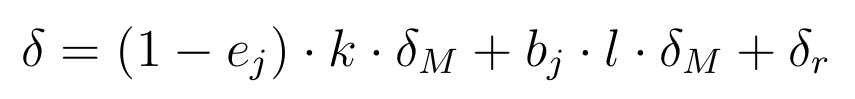 δ = (1 − e_j) · k · δ_M + b_j · l · δ_M + δ_r